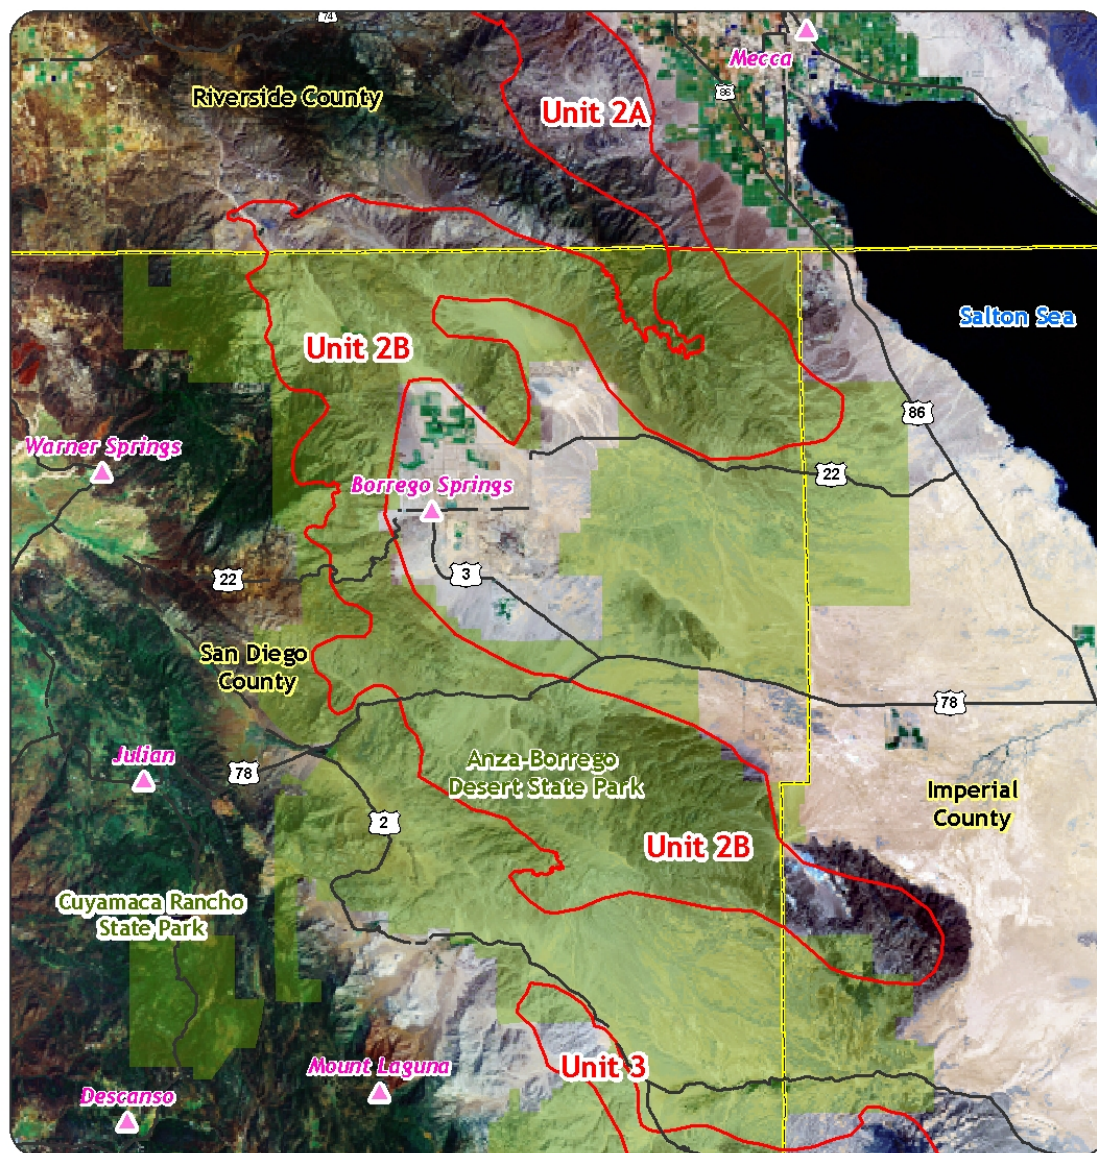 74
Mecca
Riverside County
86
Unit 2A
Salton Sea
Unit 2B
86
Warner Springs
22
Borrego Springs
22
3
San Diego
County
78
Julian
78
Anza-Borrego
Desert State Park
Imperial
County
2
Unit 2B
Cuyamaca Rancho
State Park
Unit 3
Mount Laguna
Descanso